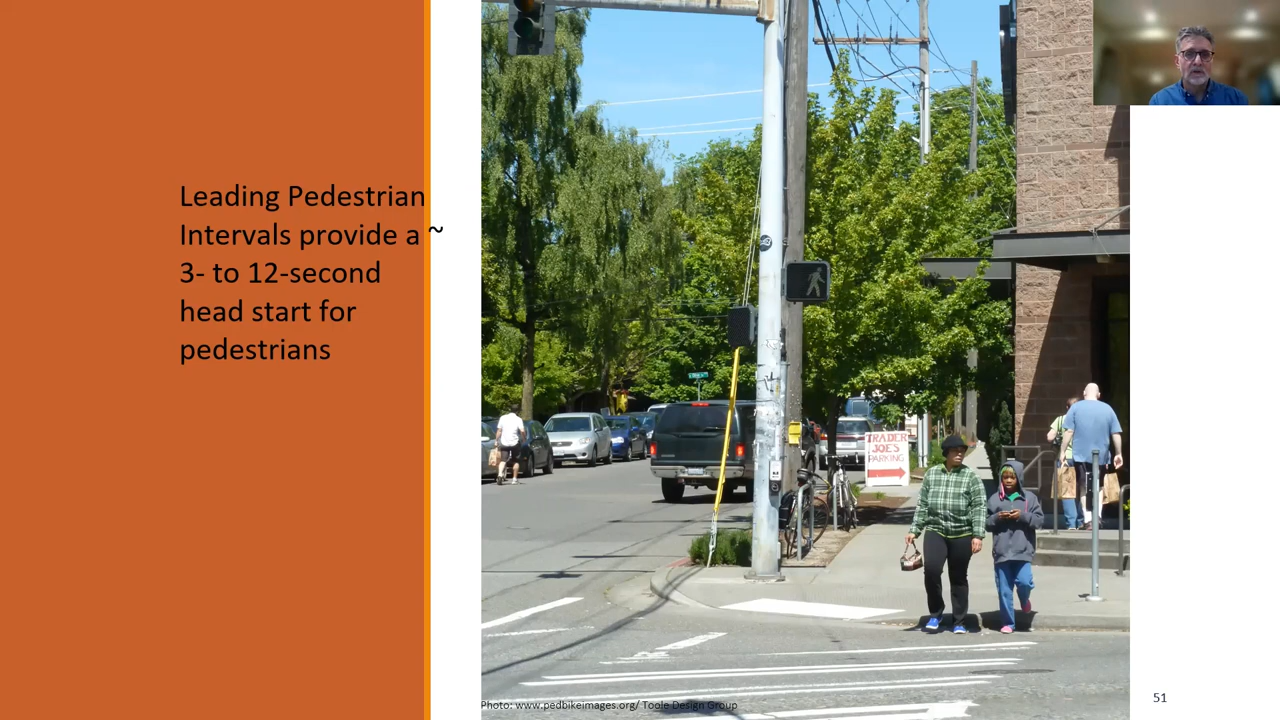 Leading Pedestrian
Intervals provide a ~
3- to 12-second
head start for
pedestrians
TRADER
JOE'S
PARKING
Photo: www.pedbikeimages.org/ Toole Design Group
51